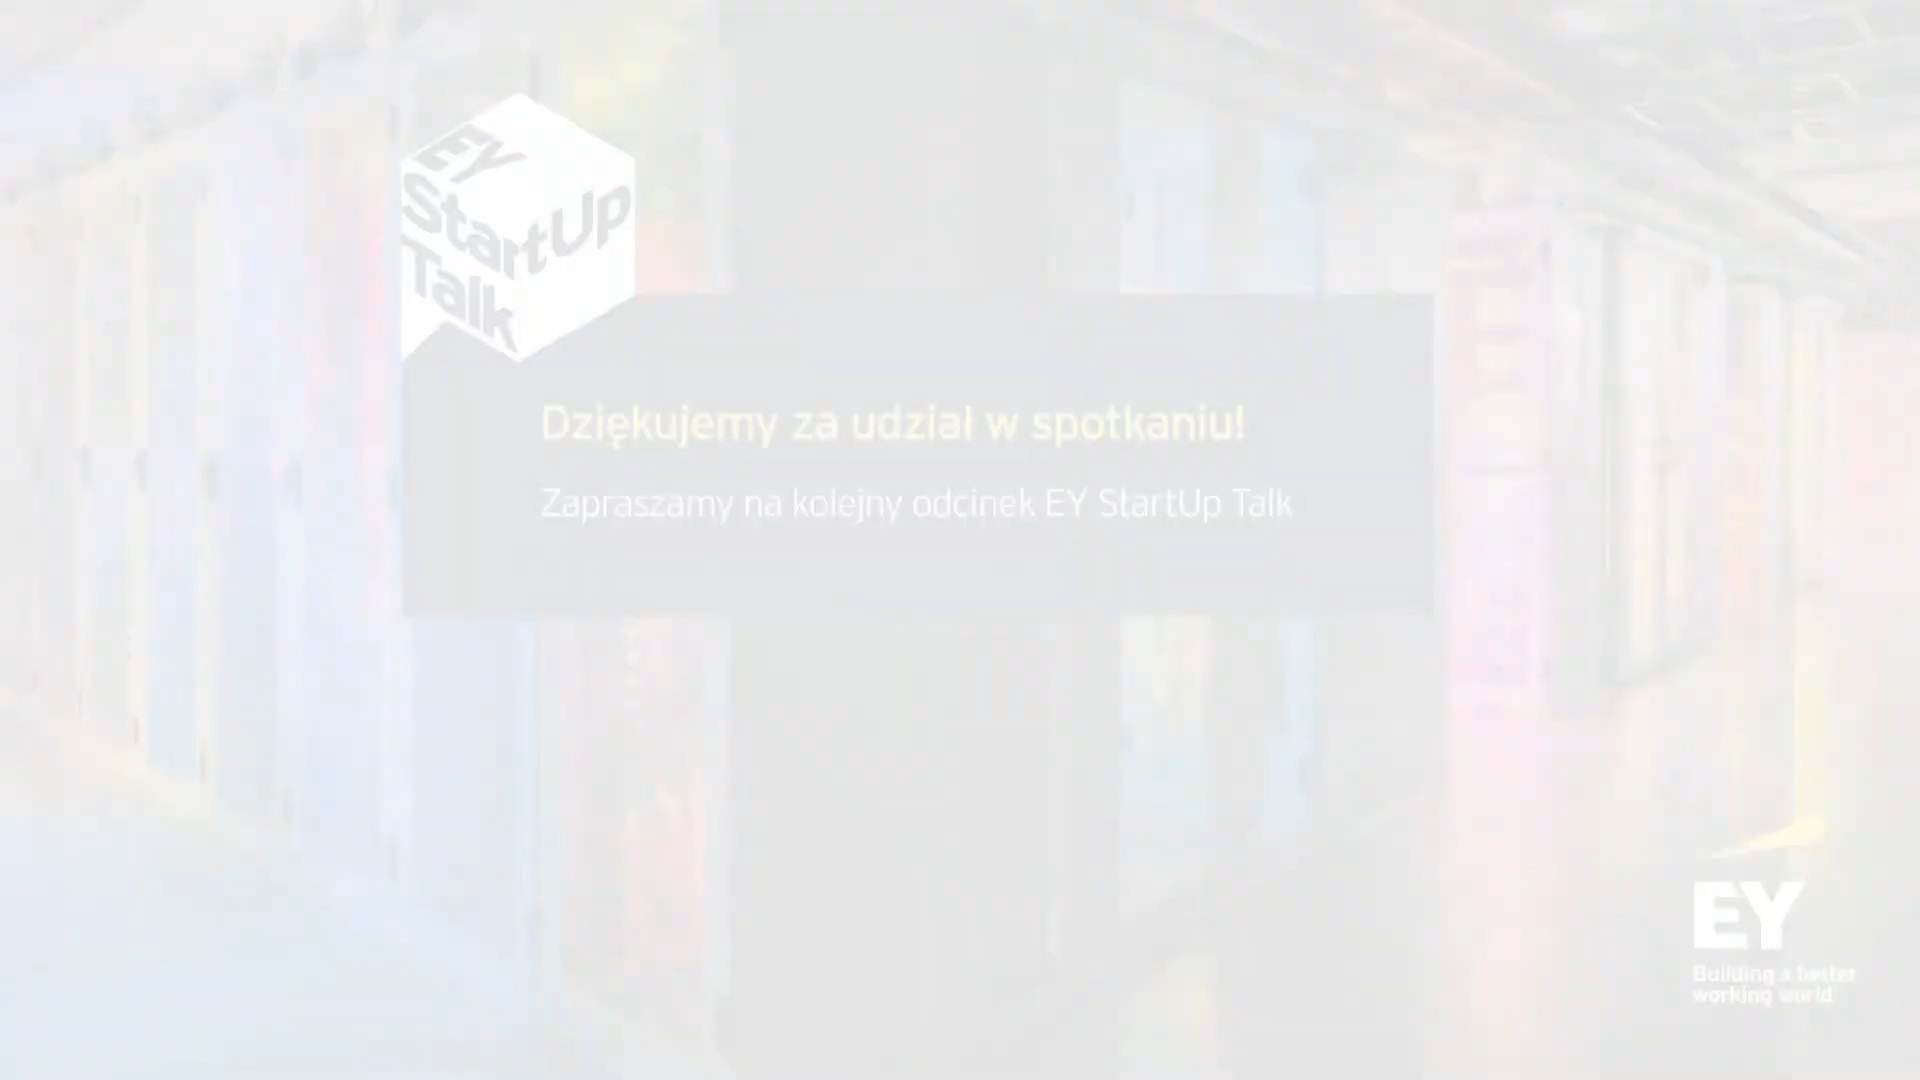 EY
StartUp
Talk
Dziękujemy za udział w spotkaniu!
Zapraszamy na kolejny odcinek EY StartUp Talk
EY
Building a better
working world